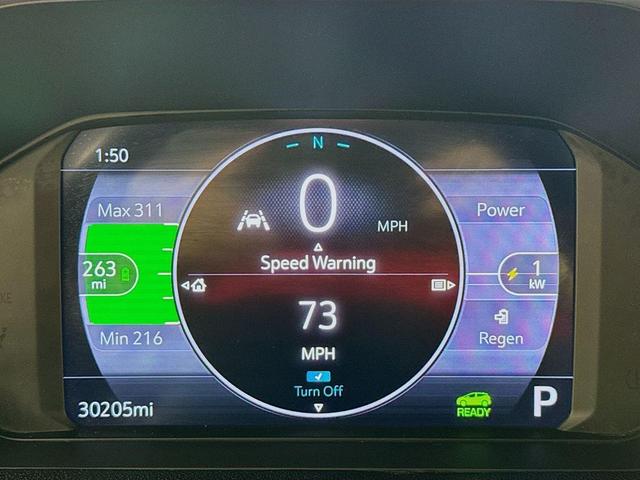 N
1:50
0
MPH
Max 311
Power
263
mi
Speed Warning
1
kW
73
MPH
Min 216
Regen
Turn Off
30205mi
READY
P